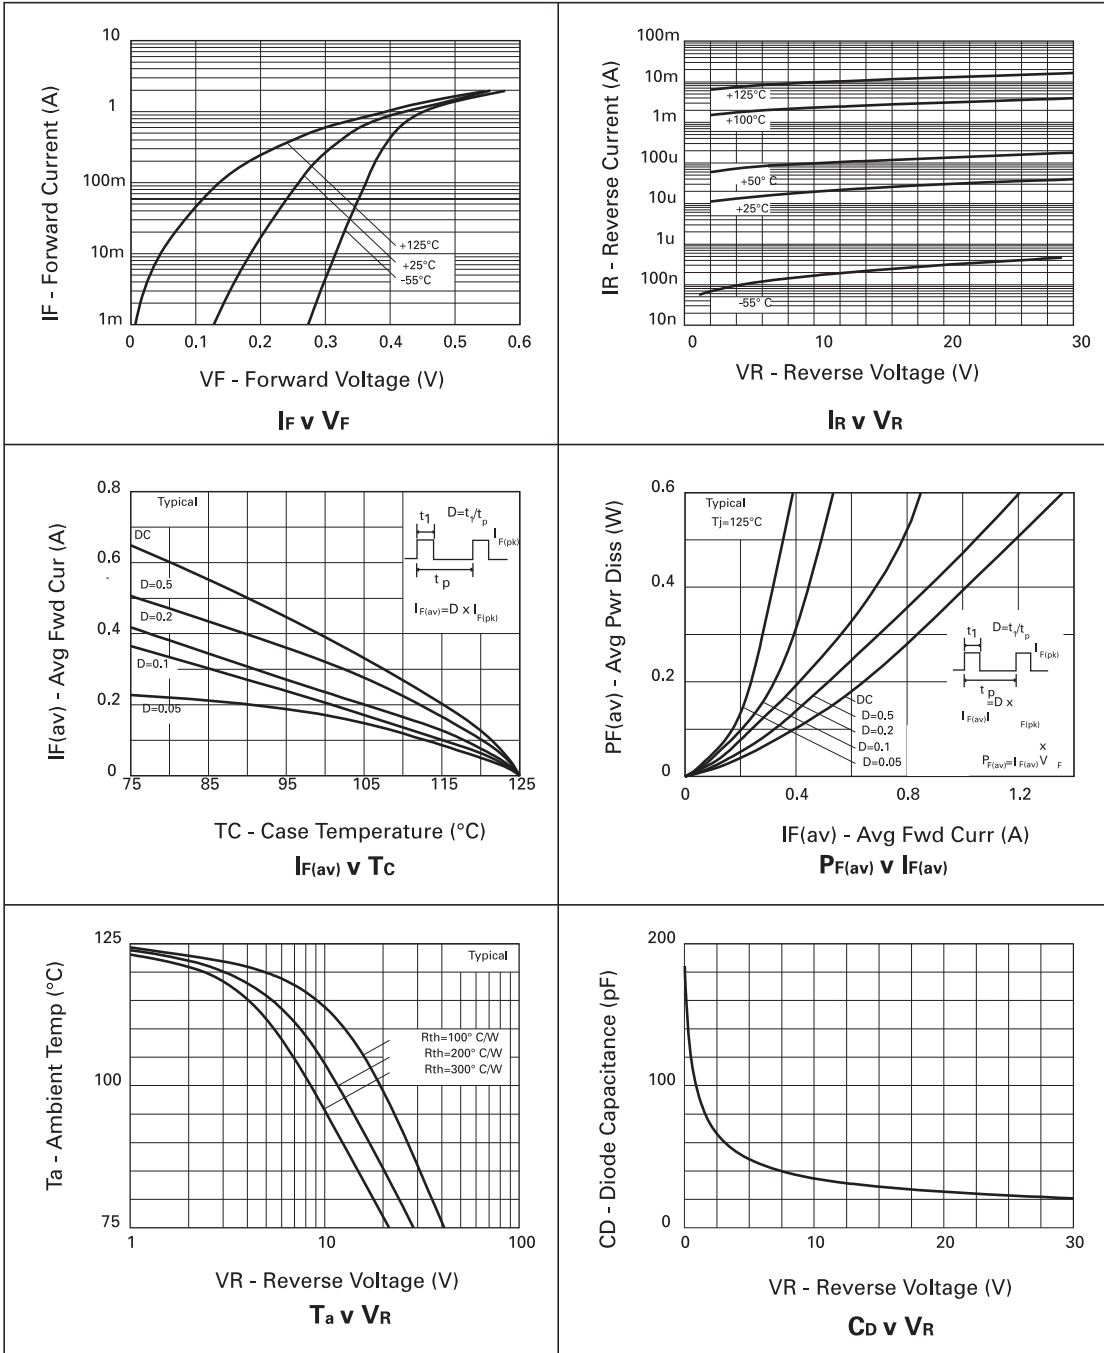 10
1
100m
10m
1m
IF - Forward Current (A)
+125°C
+25°C
-55°C
0 0.1 0.2 0.3 0.4 0.5 0.6
VF - Forward Voltage (V)
IF v VF
100m
10m
1m
100u
10u
1u
100n
10n
IR - Reverse Current (A)
+125°C
+100°C
+50° C
+25°C
-55° C
0 10 20 30
VR - Reverse Voltage (V)
IR v VR
0.8
0.6
0.4
0.2
0
IF(av) - Avg Fwd Cur (A)
Typical
DC
D=0.5
D=0.2
D=0.1
D=0.05
t1 D=t1/tp
IF(pk)
tp
IF(av)=D x IF(pk)
75 85 95 105 115 125
TC - Case Temperature (°C)
IF(av) v TC
0.6
0.4
0.2
0
PF(av) - Avg Pwr Diss (W)
Typical
Tj=125°C
DC
D=0.5
D=0.2
D=0.1
D=0.05
t1 D=t1/tp
IF(pk)
tp
=D x
IF(av)I
F(pk)
x
PF(av)=IF(av)V F
0 0.4 0.8 1.2
IF(av) - Avg Fwd Curr (A)
PF(av) v IF(av)
125
100
75
Ta - Ambient Temp (°C)
Typical
Rth=100° C/W
Rth=200° C/W
Rth=300° C/W
1 10 100
VR - Reverse Voltage (V)
Ta v VR
200
100
0
CD - Diode Capacitance (pF)
0 10 20 30
VR - Reverse Voltage (V)
CD v VR